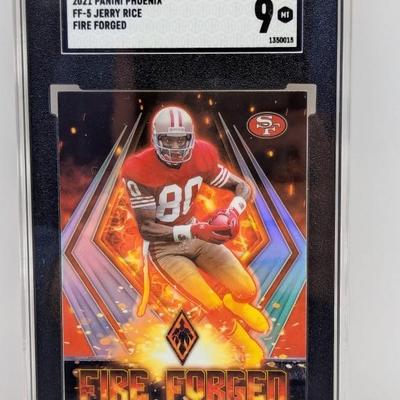 2021 PANINI PHOENIX
FF-5 JERRY RICE
FIRE FORGED
9 MT
1350015
SF
80
FIRE FORGED